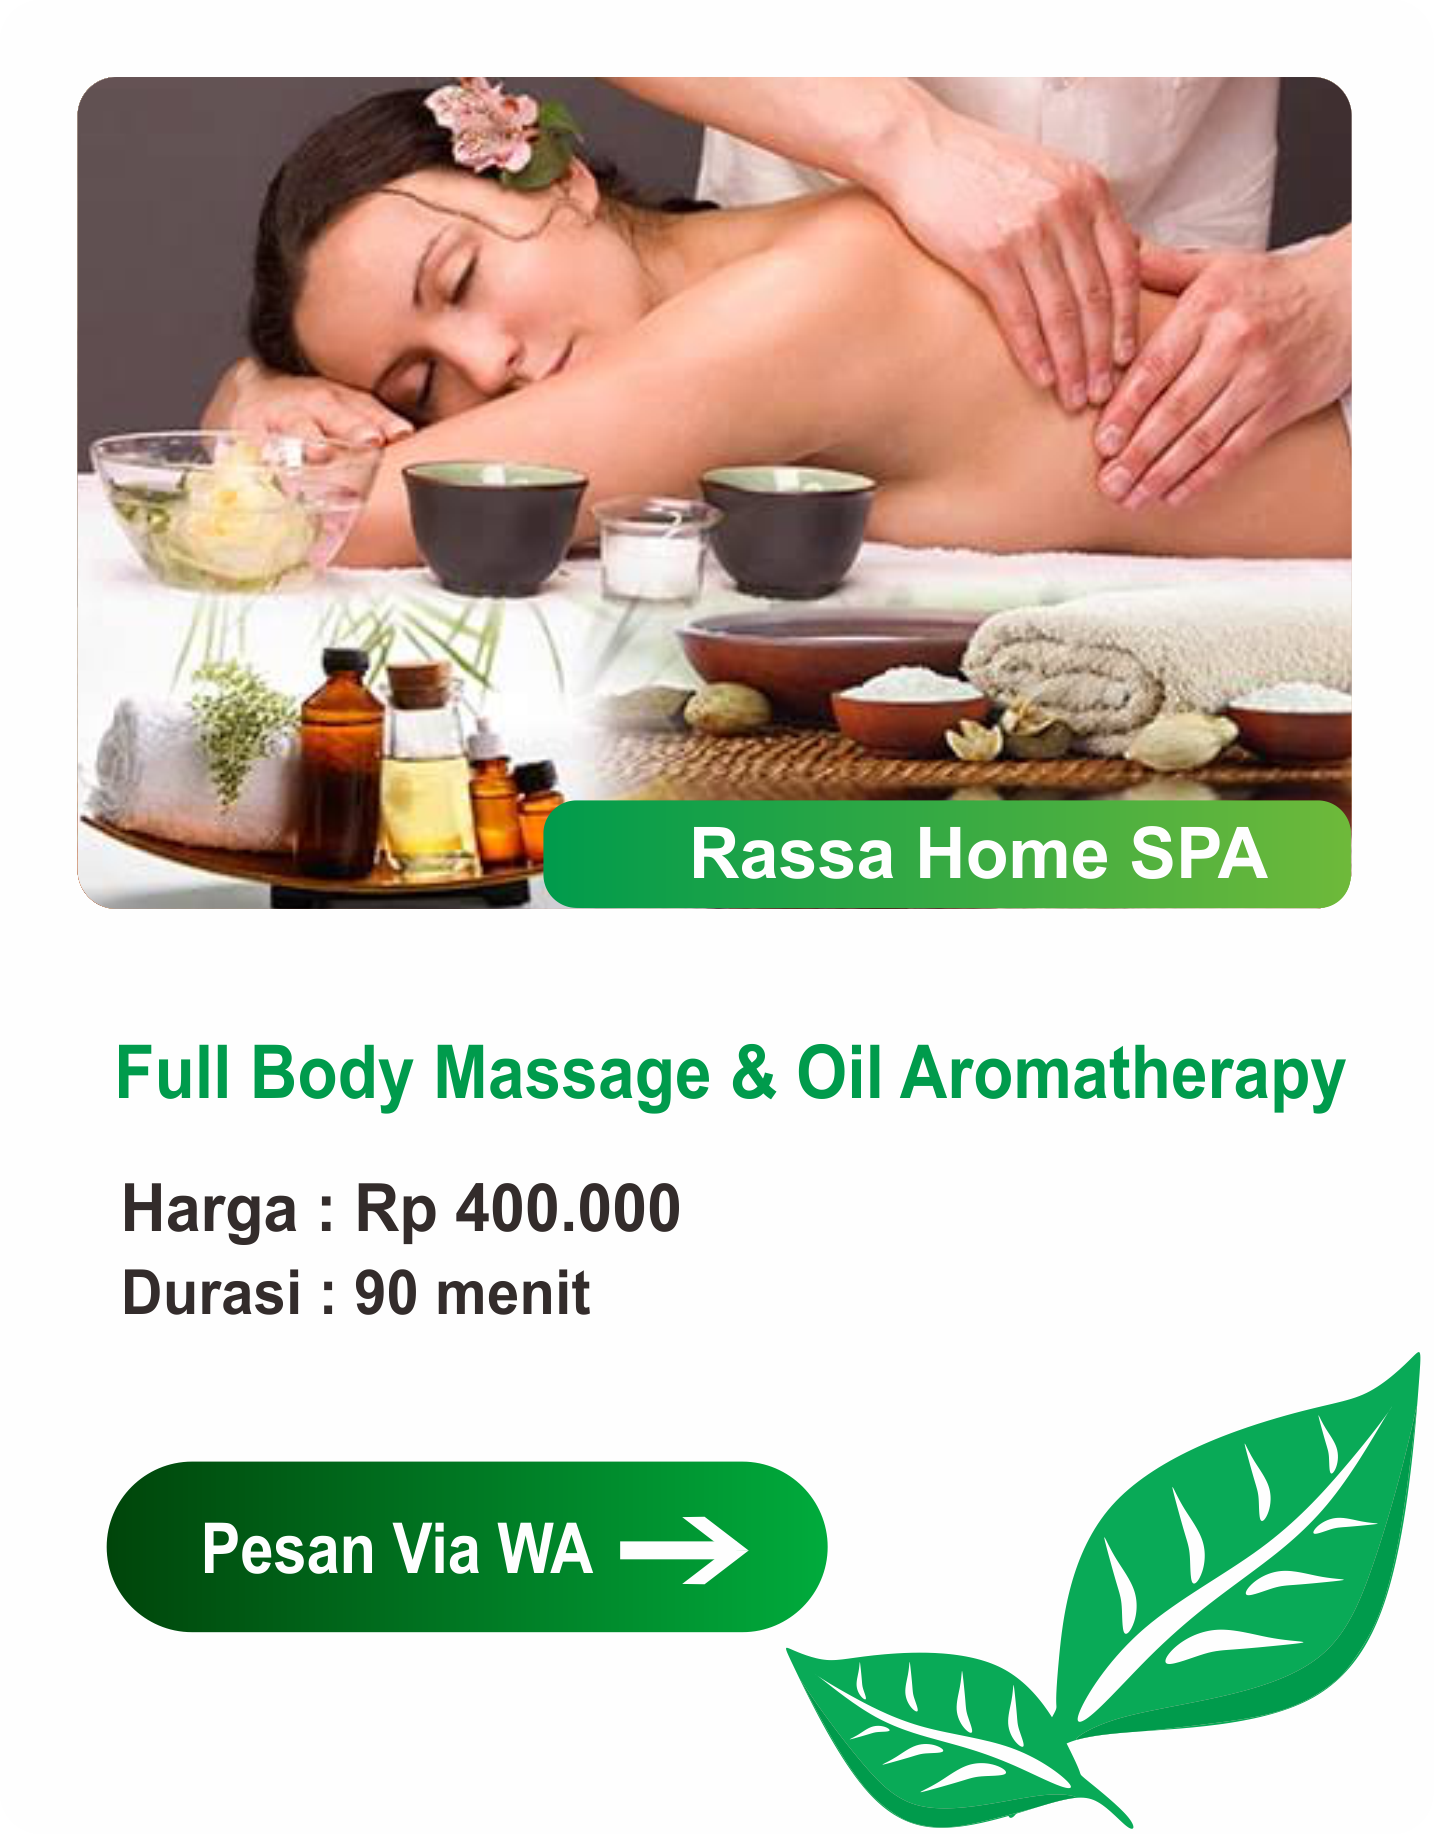 Rassa Home SPA
Full Body Massage & Oil Aromatherapy
Harga : Rp 400.000
Durasi : 90 menit
Pesan Via WA